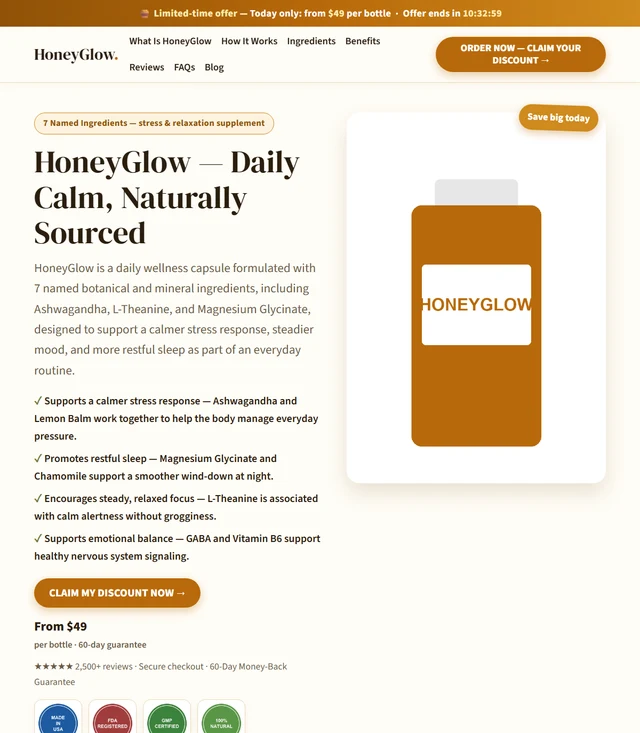 Limited-time offer — Today only: from $49 per bottle · Offer ends in 10:32:59
HoneyGlow.
What Is HoneyGlow How It Works Ingredients Benefits
Reviews FAQs Blog
ORDER NOW — CLAIM YOUR
DISCOUNT →
7 Named Ingredients — stress & relaxation supplement
Save big today
HoneyGlow — Daily
Calm, Naturally
Sourced
HONEYGLOW
HoneyGlow is a daily wellness capsule formulated with
7 named botanical and mineral ingredients, including
Ashwagandha, L-Theanine, and Magnesium Glycinate,
designed to support a calmer stress response, steadier
mood, and more restful sleep as part of an everyday
routine.
✓ Supports a calmer stress response — Ashwagandha and
Lemon Balm work together to help the body manage everyday
pressure.
✓ Promotes restful sleep — Magnesium Glycinate and
Chamomile support a smoother wind-down at night.
✓ Encourages steady, relaxed focus — L-Theanine is associated
with calm alertness without grogginess.
✓ Supports emotional balance — GABA and Vitamin B6 support
healthy nervous system signaling.
CLAIM MY DISCOUNT NOW →
From $49
per bottle · 60-day guarantee
★★★★★ 2,500+ reviews · Secure checkout · 60-Day Money-Back
Guarantee
MADE
IN
USA
FDA
REGISTERED
GMP
CERTIFIED
100%
NATURAL